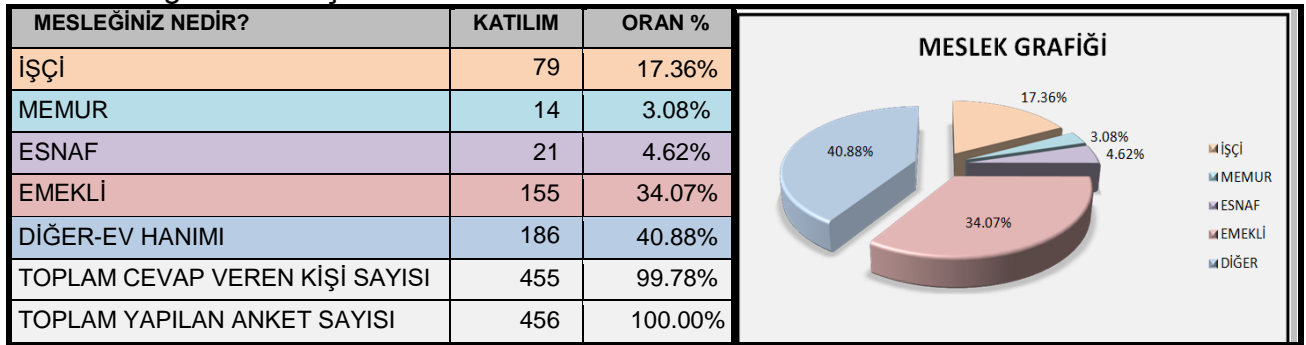 MESLEĞİNİZ NEDİR? KATILIM ORAN %
İŞÇİ 79 17.36%
MEMUR 14 3.08%
ESNAF 21 4.62%
EMEKLİ 155 34.07%
DİĞER-EV HANIMI 186 40.88%
TOPLAM CEVAP VEREN KİŞİ SAYISI 455 99.78%
TOPLAM YAPILAN ANKET SAYISI 456 100.00%
MESLEK GRAFİĞİ
17.36%
3.08%
4.62%
34.07%
40.88%
İŞÇİ
MEMUR
ESNAF
EMEKLİ
DİĞER